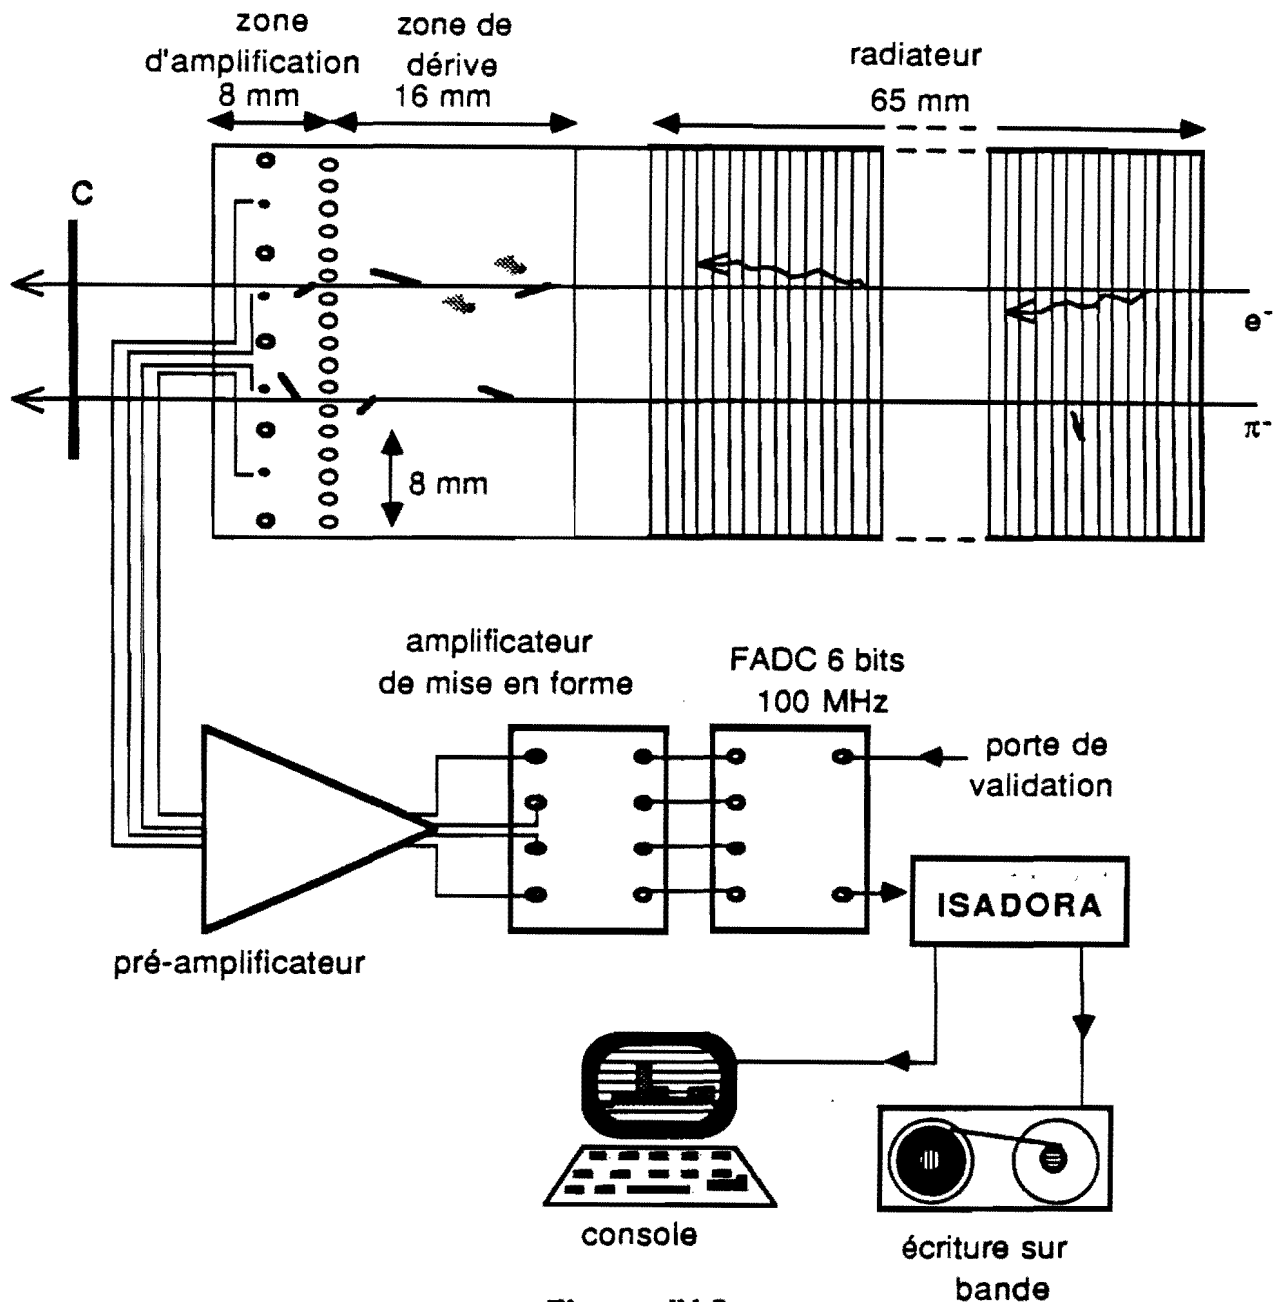 zone
d'amplification
8 mm
zone de
dérive
16 mm
radiateur
65 mm
C
e-
π-
8 mm
amplificateur
de mise en forme
FADC 6 bits
100 MHz
porte de
validation
ISADORA
pré-amplificateur
console
écriture sur
bande